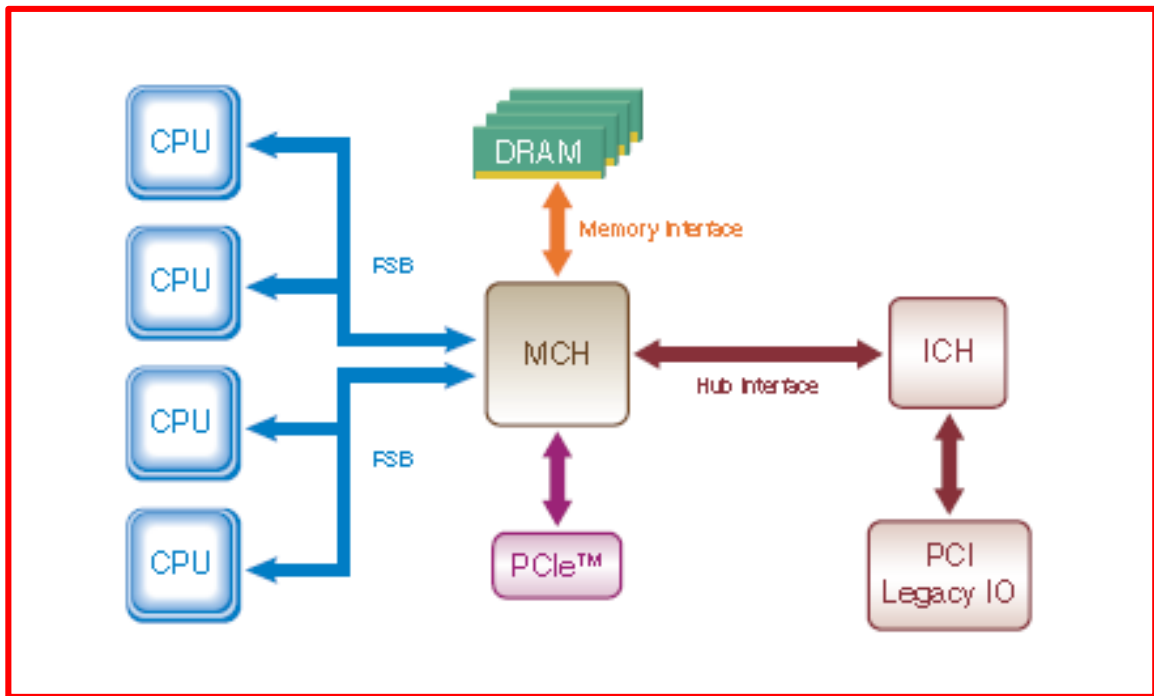 CPU
DRAM
Memory Interface
CPU
FSB
MCH
ICH
Hub Interface
CPU
FSB
CPU
PCIe™
PCI
Legacy IO